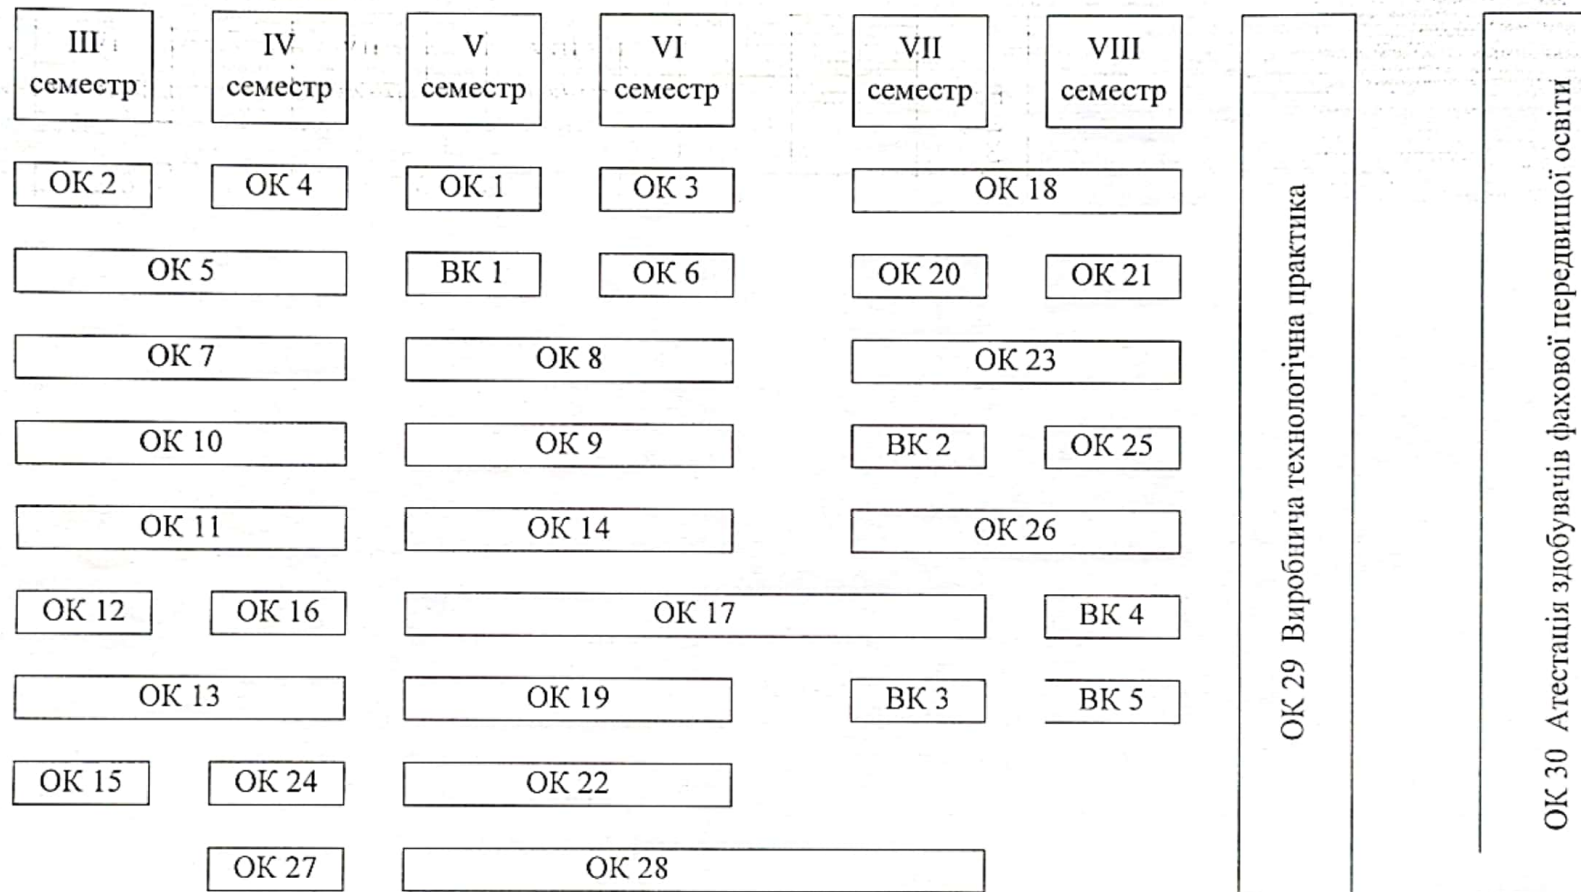 III IV V VI VII VIII
семестр семестр семестр семестр семестр семестр
ОК 2 ОК 4 ОК 1 ОК 3 ОК 18
ОК 5 ВК 1 ОК 6 ОК 20 ОК 21
ОК 7 ОК 8 ОК 23
ОК 10 ОК 9 ВК 2 ОК 25
ОК 11 ОК 14 ОК 26
ОК 12 ОК 16 ОК 17 ВК 4
ОК 13 ОК 19 ВК 3 ВК 5
ОК 15 ОК 24 ОК 22
ОК 27 ОК 28
ОК 29 Виробнича технологічна практика
ОК 30 Атестація здобувачів фахової передвищої освіти